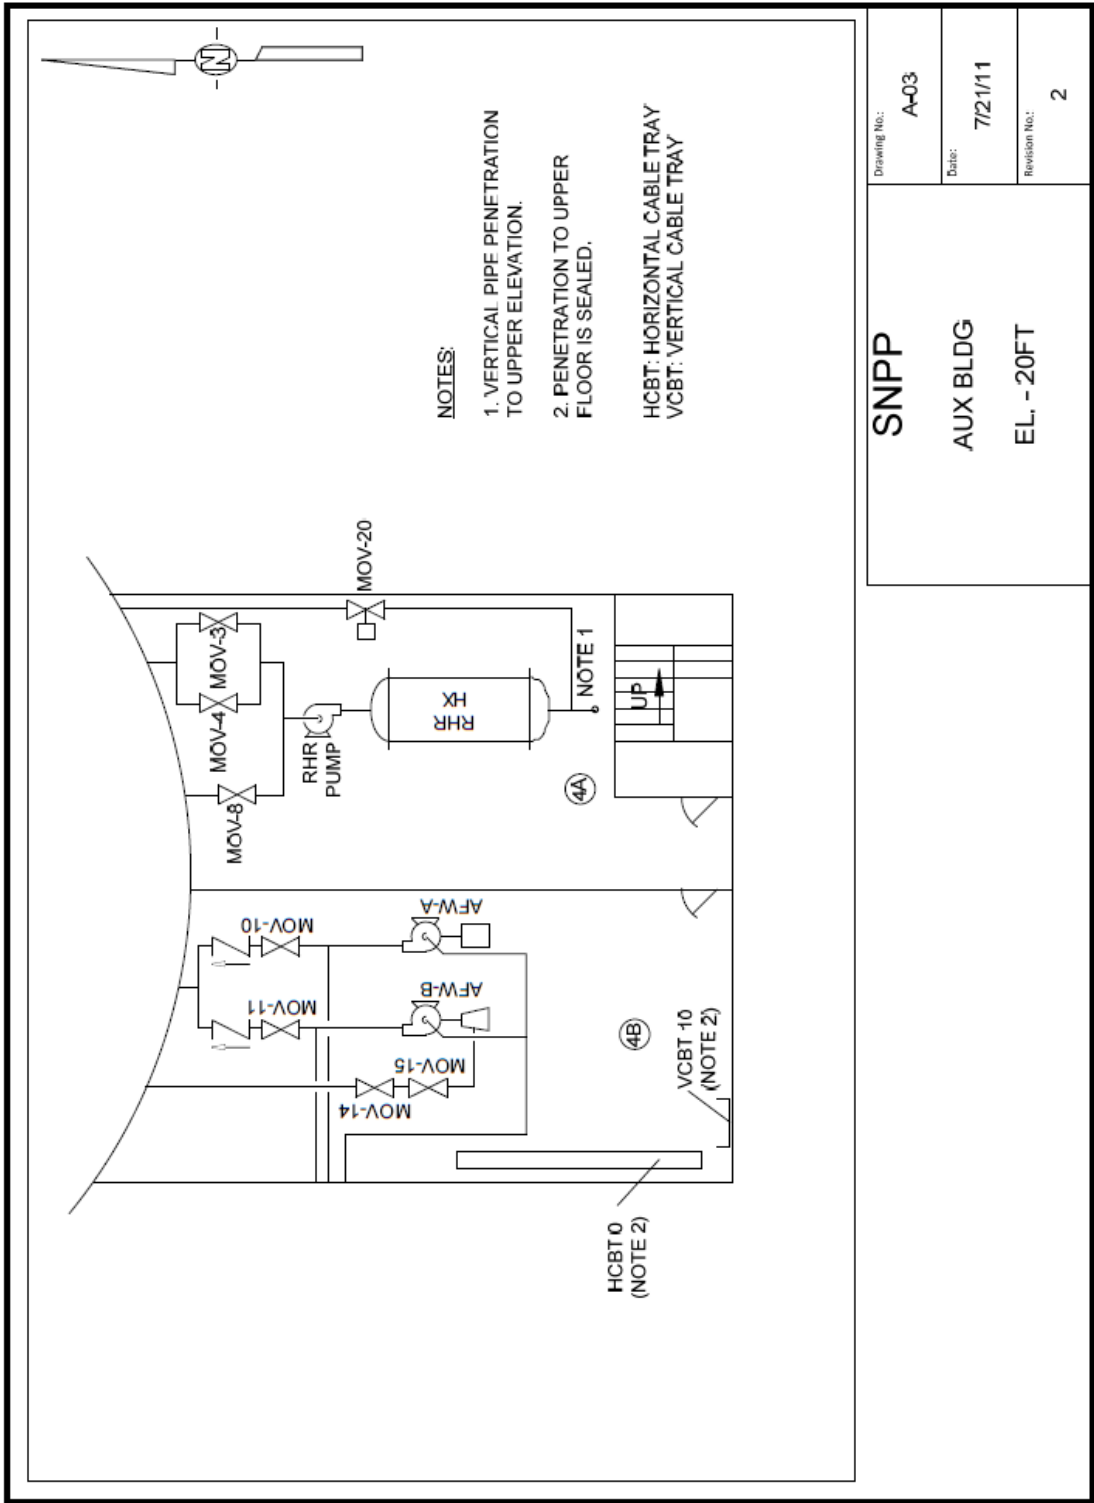 N
NOTES:
1. VERTICAL PIPE PENETRATION
TO UPPER ELEVATION.
2. PENETRATION TO UPPER
FLOOR IS SEALED.
HCBT: HORIZONTAL CABLE TRAY
VCBT: VERTICAL CABLE TRAY
MOV-20
MOV-3
MOV-4
MOV-8
RHR
PUMP
RHR
HX
NOTE 1
UP
4A
MOV-10
MOV-11
AFW-A
AFW-B
MOV-15
MOV-14
4B
VCBT 10
(NOTE 2)
HCBT 0
(NOTE 2)
SNPP
AUX BLDG
EL. - 20FT
Drawing No.:
A-03
Date:
7/21/11
Revision No.:
2